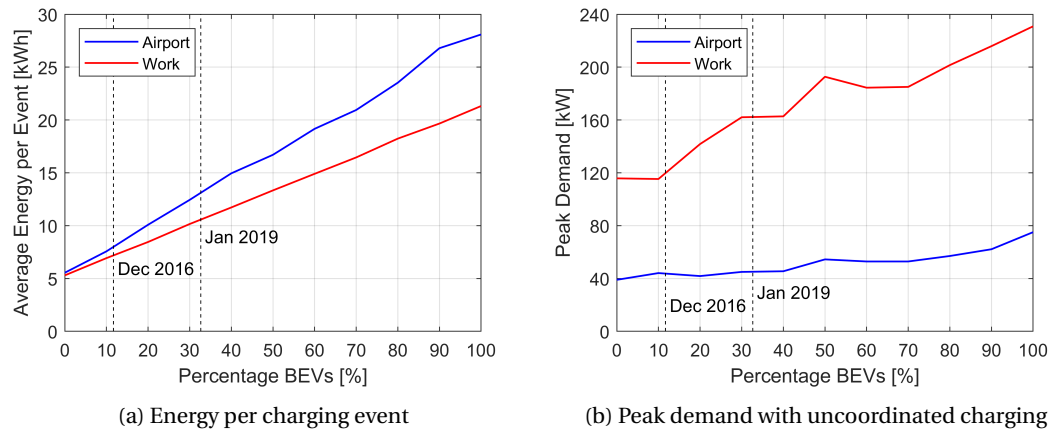 30
25
20
15
10
5
0
Average Energy per Event [kWh]
Airport
Work
Dec 2016
Jan 2019
0 10 20 30 40 50 60 70 80 90 100
Percentage BEVs [%]
(a) Energy per charging event
240
200
160
120
80
40
0
Peak Demand [kW]
Airport
Work
Dec 2016
Jan 2019
0 10 20 30 40 50 60 70 80 90 100
Percentage BEVs [%]
(b) Peak demand with uncoordinated charging